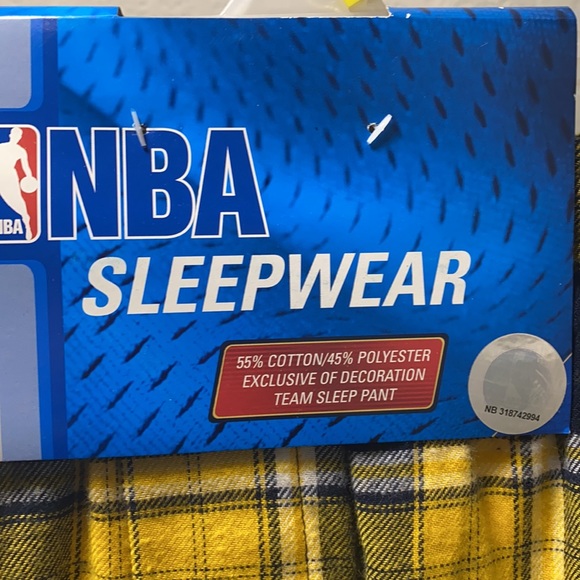 NBA
NBA
SLEEPWEAR
55% COTTON/45% POLYESTER
EXCLUSIVE OF DECORATION
TEAM SLEEP PANT
NB 318742994